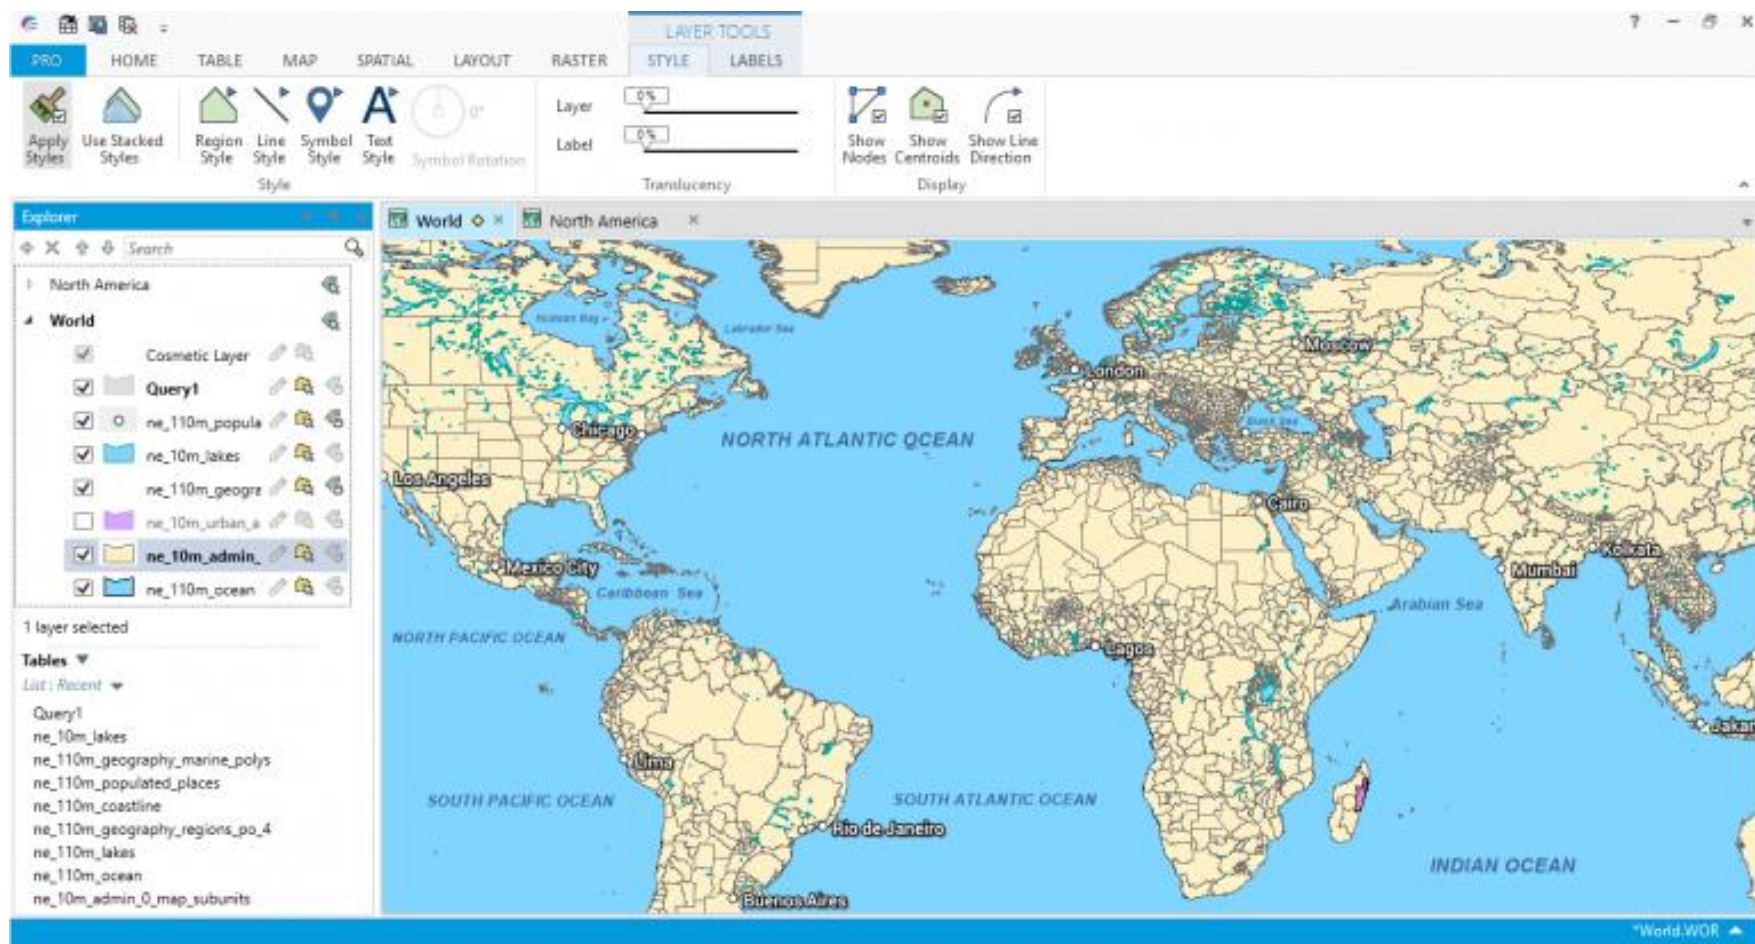 LAYER TOOLS
?
PRO HOME TABLE MAP SPATIAL LAYOUT RASTER STYLE LABELS
Apply Styles
Use Stacked Styles
Region Style
Line Style
Symbol Style
Text Style
0°
Symbol Rotation
Style
Layer 0%
Label 0%
Translucency
Show Nodes
Show Centroids
Show Line Direction
Display
Explorer
World
North America
Search
North America
World
Cosmetic Layer
Query1
ne_110m_popula
ne_10m_lakes
ne_110m_geogra
ne_10m_urban_a
ne_10m_admin_
ne_110m_ocean
1 layer selected
Tables
List : Recent
Query1
ne_10m_lakes
ne_110m_geography_marine_polys
ne_110m_populated_places
ne_110m_coastline
ne_110m_geography_regions_po_4
ne_110m_lakes
ne_110m_ocean
ne_10m_admin_0_map_subunits
Hudson Bay
Labrador Sea
Moscow
London
Black Sea
Chicago
NORTH ATLANTIC OCEAN
Los Angeles
Cairo
Mexico City
Kolkata
Mumbai
Caribbean Sea
Arabian Sea
NORTH PACIFIC OCEAN
Lagos
Jakar
Lima
SOUTH PACIFIC OCEAN
SOUTH ATLANTIC OCEAN
Rio de Janeiro
INDIAN OCEAN
Buenos Aires
*World.WOR